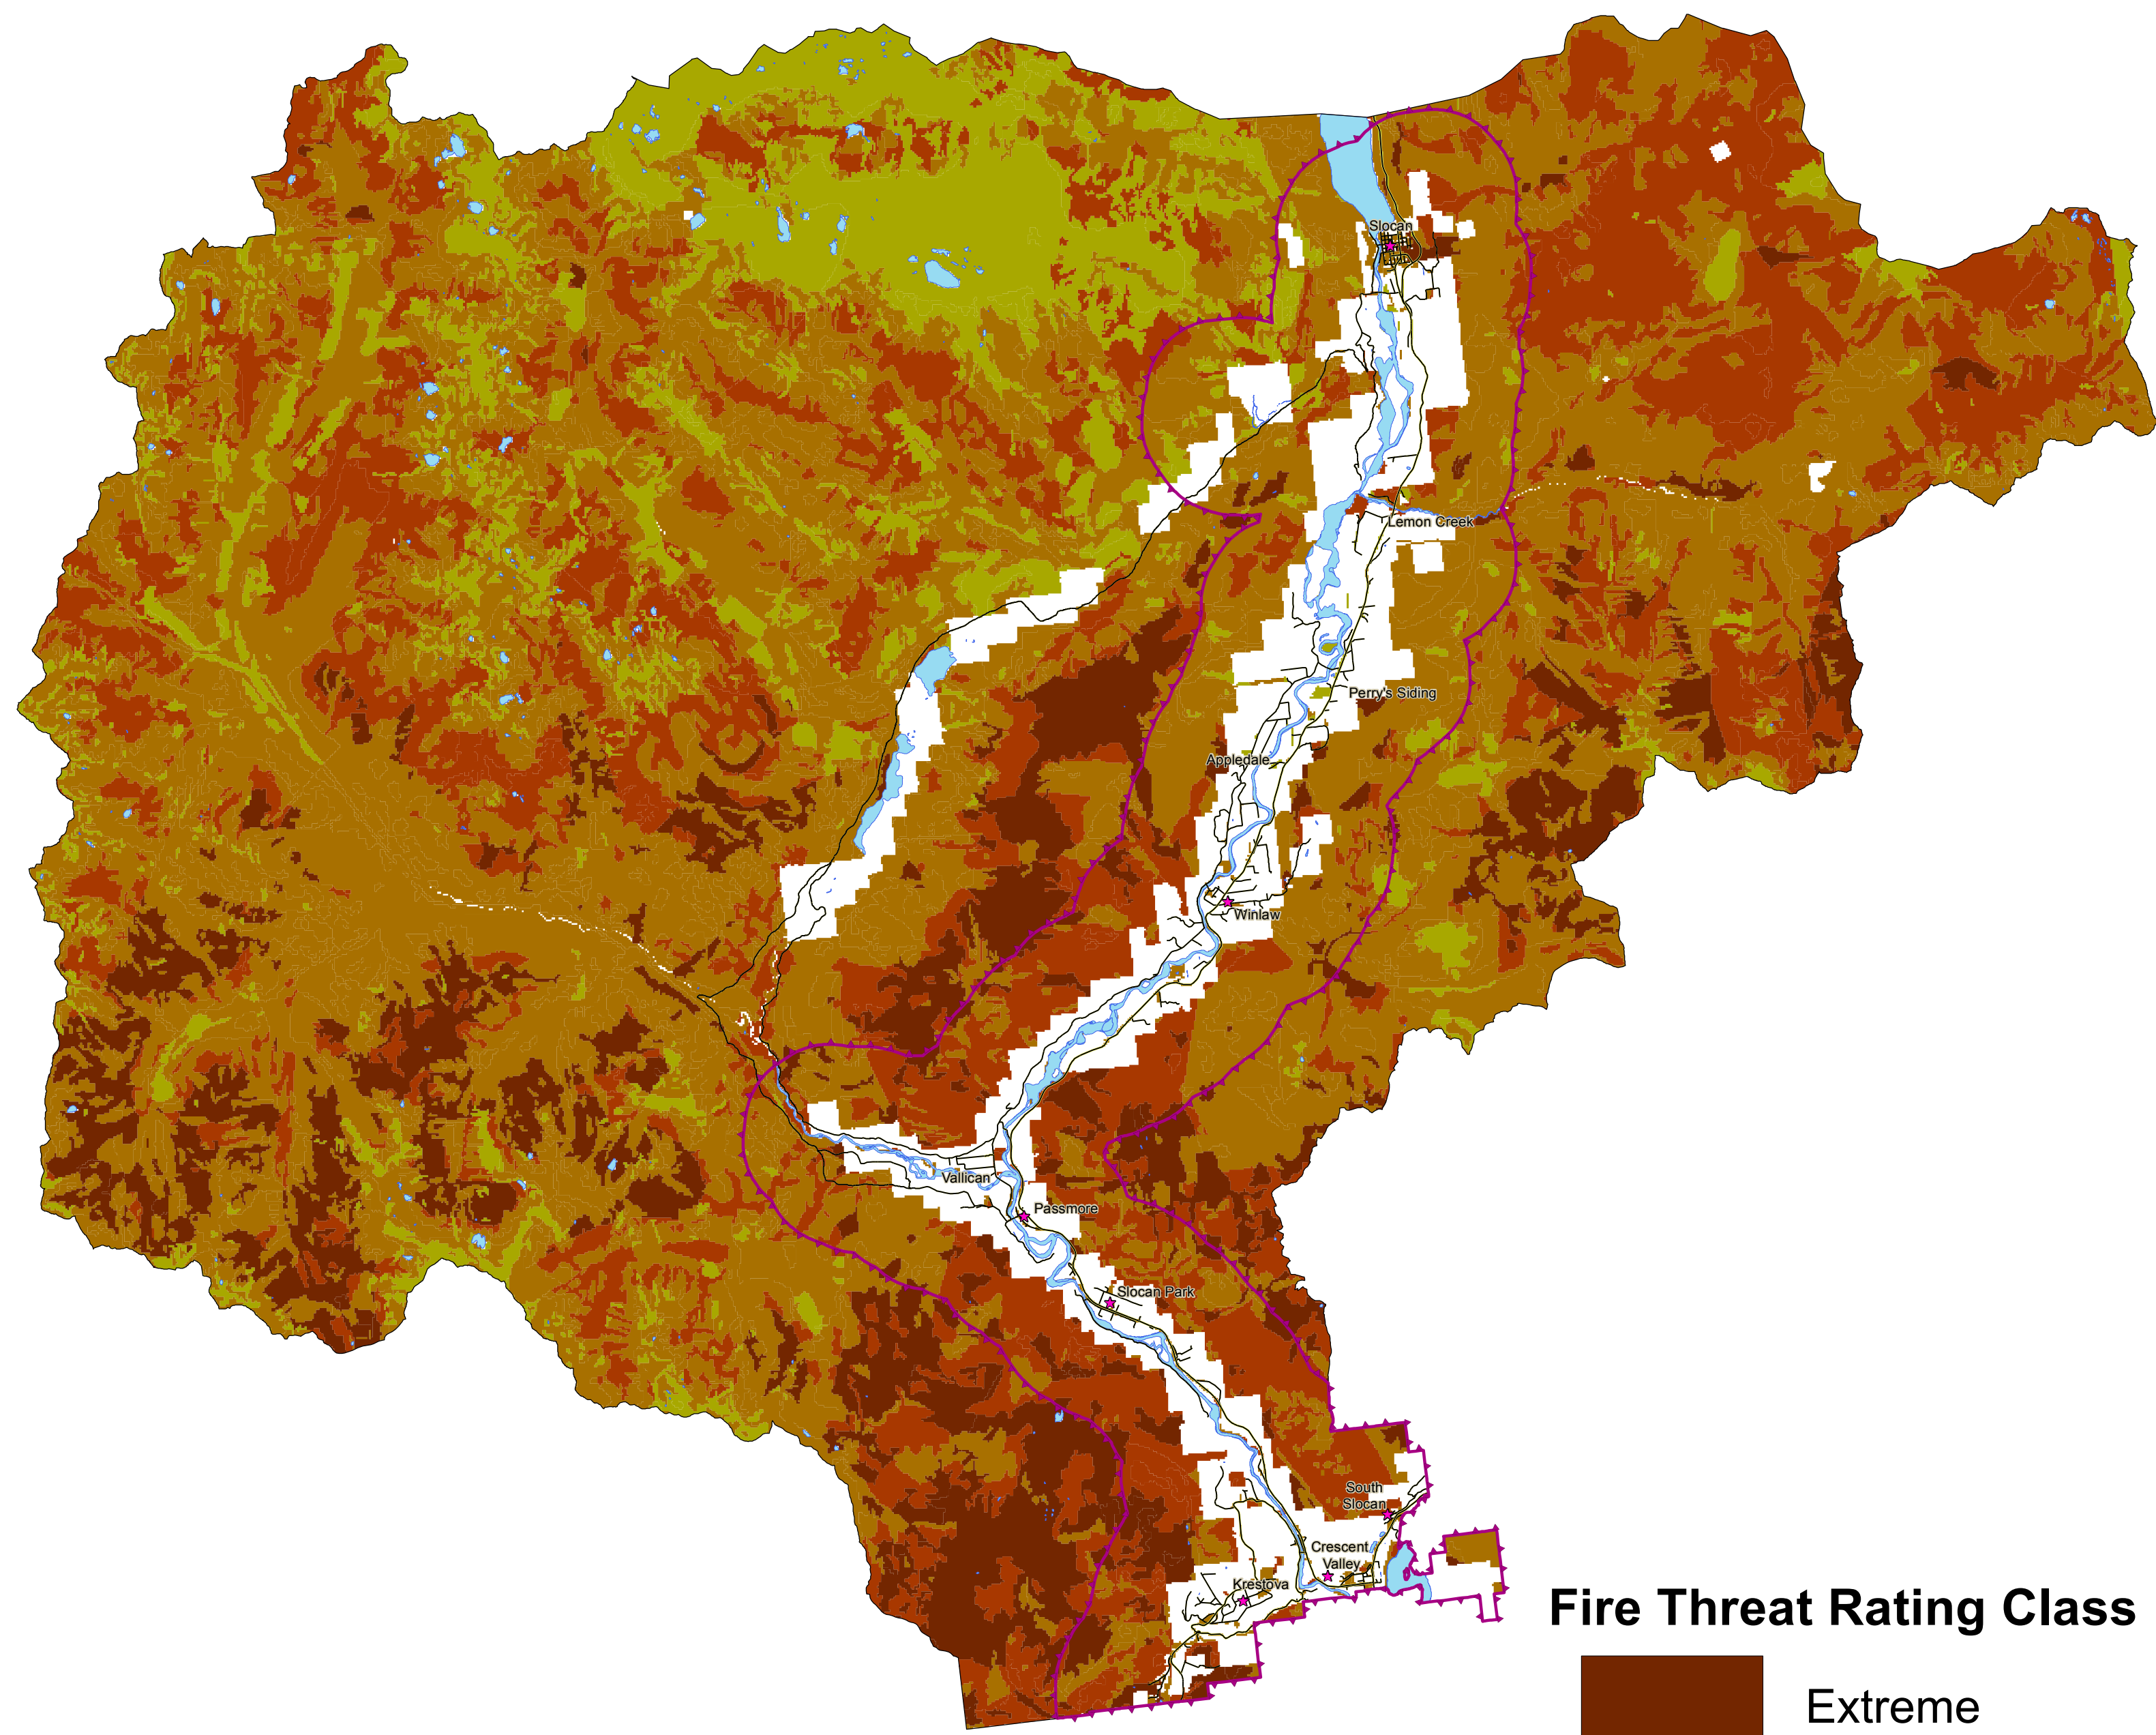 Slocan
Lemon Creek
Perry's Siding
Appledale
Winlaw
Vallican
Passmore
Slocan Park
South
Slocan
Crescent
Valley
Krestova
Fire Threat Rating Class
Extreme